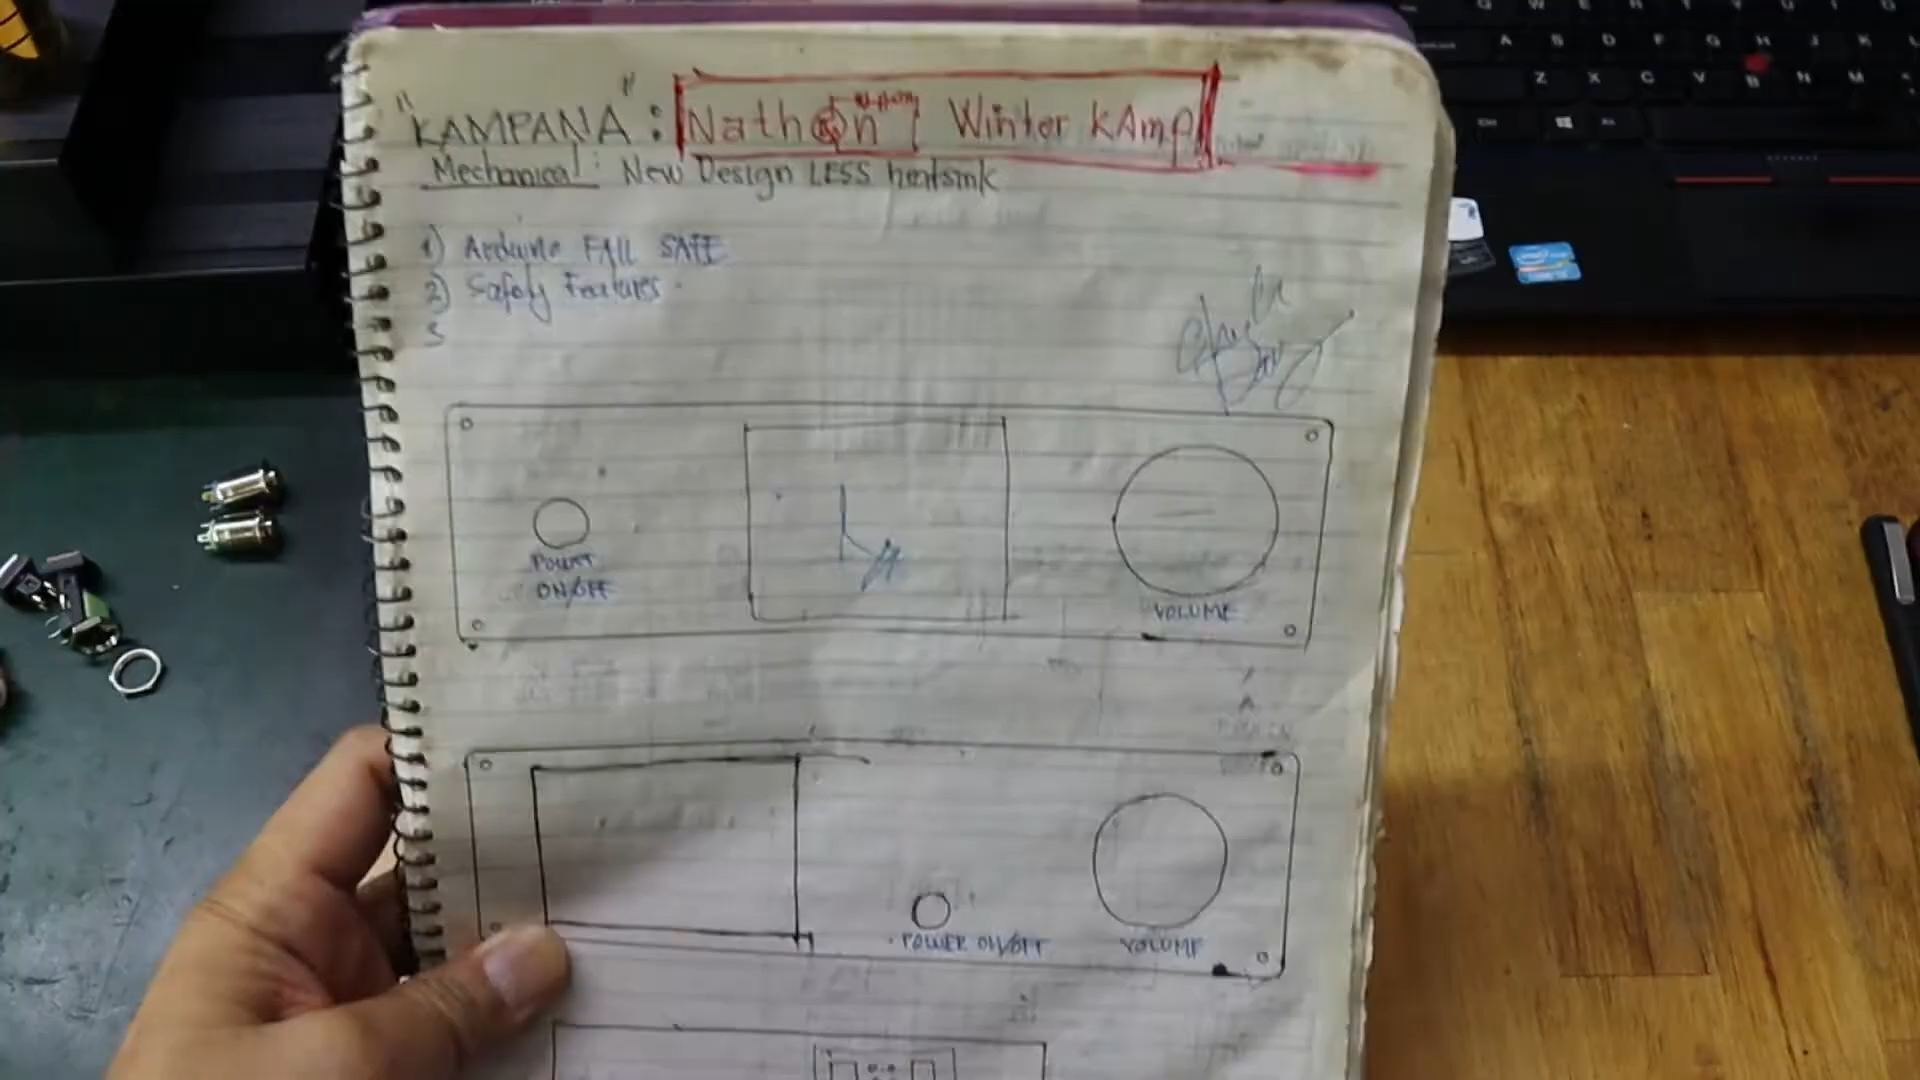 "KAMPANA" : Nathan Winter kAmp
Mechanical: New Design LESS heatsink
1) Arduino FAIL SAFE
2) Safety Features.
POWER
ON/OFF
VOLUME
POWER ON/OFF
VOLUME
Q W E R T Y U I O
A S D F G H J K L
Z X C V B N M
intel